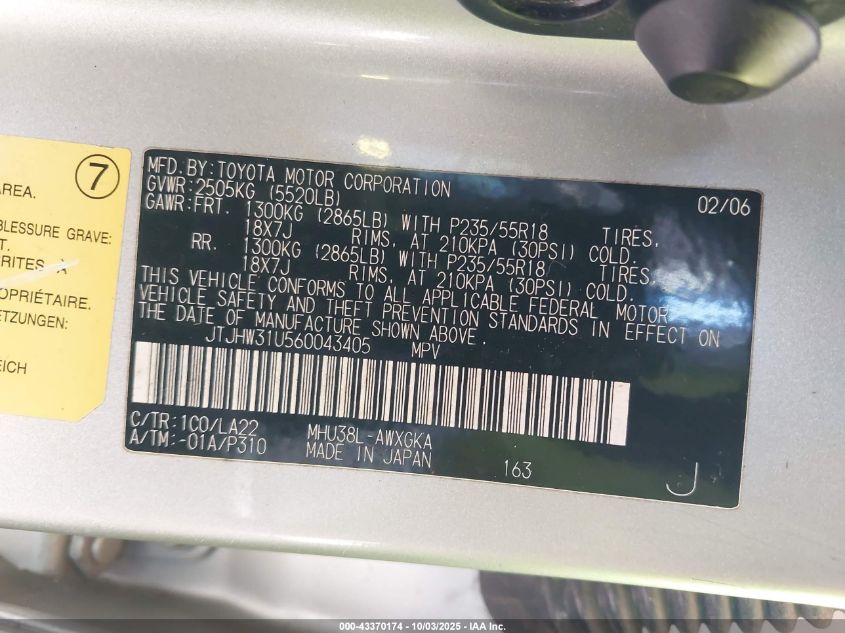 7
AREA.
BLESSURE GRAVE:
T.
RITES X
OPRIÉTAIRE.
ETZUNGEN:
EICH
MFD.BY:TOYOTA MOTOR CORPORATION 02/06
GVWR:2505KG (5520LB)
GAWR:FRT. 1300KG (2865LB) WITH P235/55R18 TIRES,
18X7J RIMS, AT 210KPA (30PSI) COLD.
RR. 1300KG (2865LB) WITH P235/55R18 TIRES,
18X7J RIMS, AT 210KPA (30PSI) COLD.
THIS VEHICLE CONFORMS TO ALL APPLICABLE FEDERAL MOTOR
VEHICLE SAFETY AND THEFT PREVENTION STANDARDS IN EFFECT ON
THE DATE OF MANUFACTURE SHOWN ABOVE.
JTJHW31U560043405 MPV
C/TR:1C0/LA22 MHU38L-AWXGKA
A/TM:-01A/P310 MADE IN JAPAN 163 J
000-43370174 - 10/03/2025 - IAA Inc.